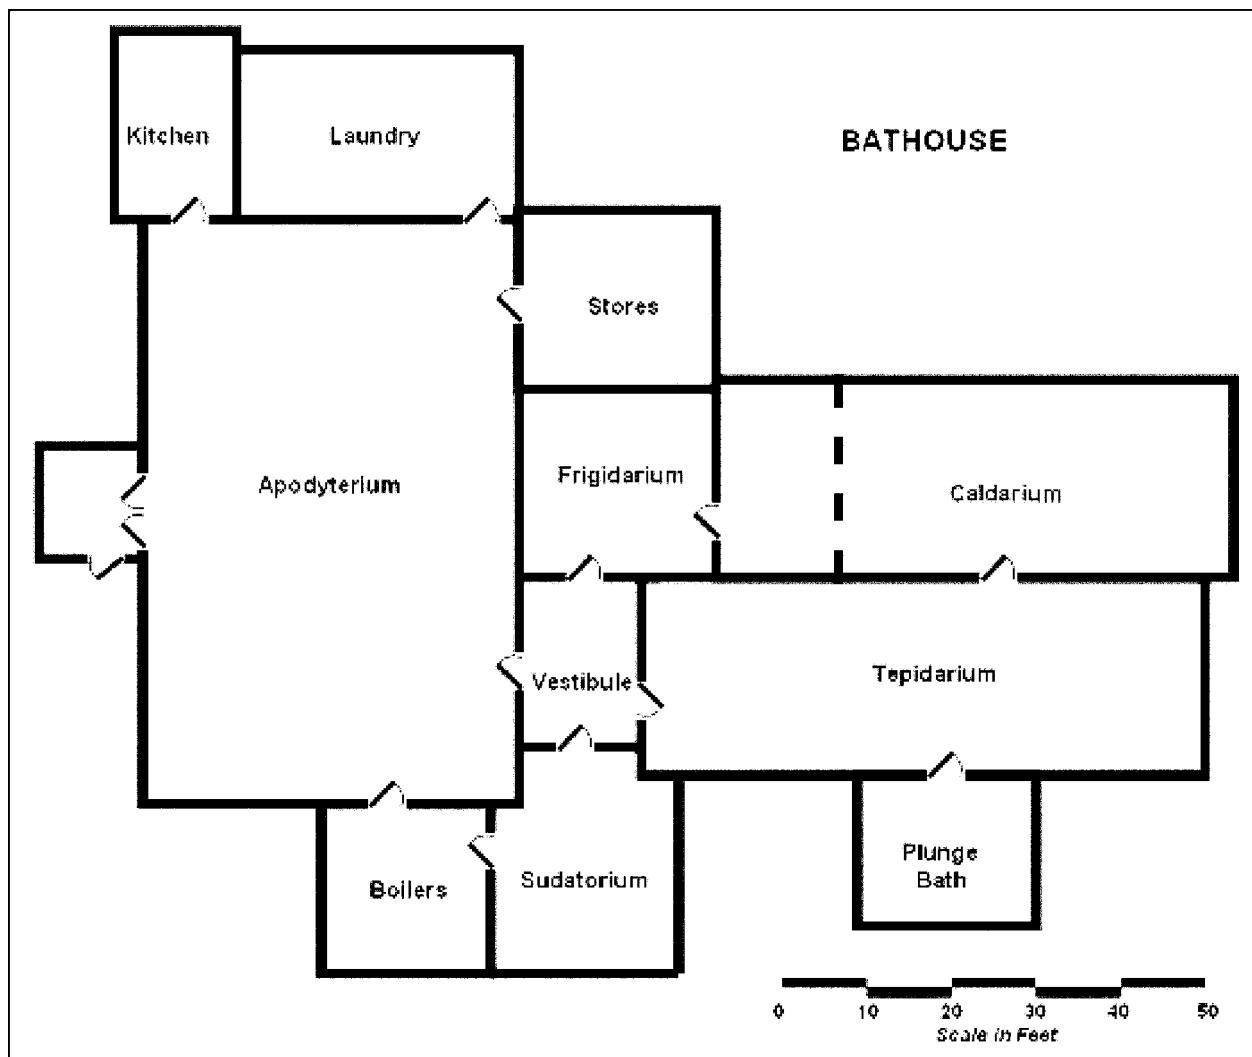 Kitchen
Laundry
BATHOUSE
Stores
Apodyterium
Frigidarium
Caldarium
Vestibule
Tepidarium
Boilers
Sudatorium
Plunge
Bath
0 10 20 30 40 50
Scale in Feet